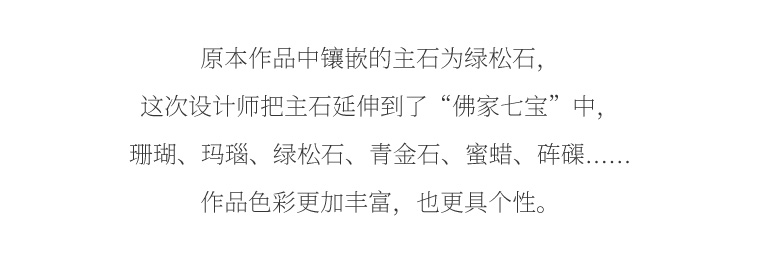 原本作品中镶嵌的主石为绿松石，
这次设计师把主石延伸到了“佛家七宝”中，
珊瑚、玛瑙、绿松石、青金石、蜜蜡、砗磲……
作品色彩更加丰富，也更具个性。